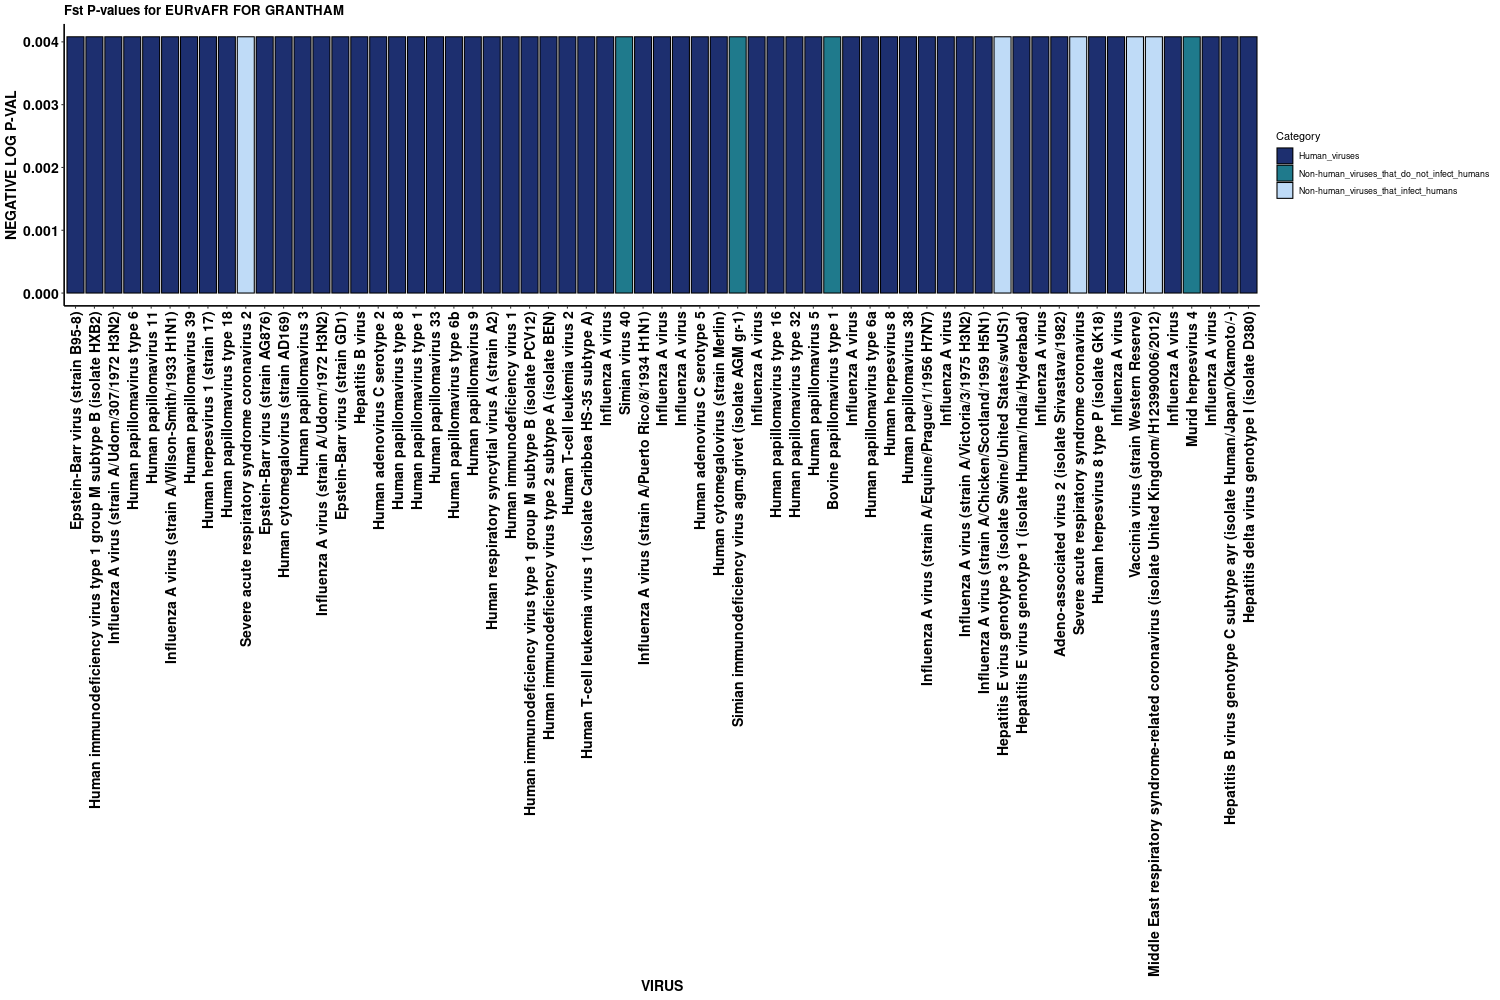 Fst P-values for EURvAFR FOR GRANTHAM
NEGATIVE LOG P-VAL
0.004
0.003
0.002
0.001
0.000
Epstein-Barr virus (strain B95-8)
Human immunodeficiency virus type 1 group M subtype B (isolate HXB2)
Influenza A virus (strain A/Udorn/307/1972 H3N2)
Human papillomavirus type 6
Human papillomavirus 11
Influenza A virus (strain A/Wilson-Smith/1933 H1N1)
Human papillomavirus 39
Human herpesvirus 1 (strain 17)
Human papillomavirus type 18
Severe acute respiratory syndrome coronavirus 2
Epstein-Barr virus (strain AG876)
Human cytomegalovirus (strain AD169)
Human papillomavirus 3
Influenza A virus (strain A/Udorn/1972 H3N2)
Epstein-Barr virus (strain GD1)
Hepatitis B virus
Human adenovirus C serotype 2
Human papillomavirus type 8
Human papillomavirus type 1
Human papillomavirus 33
Human papillomavirus type 6b
Human papillomavirus 9
Human respiratory syncytial virus A (strain A2)
Human immunodeficiency virus 1
Human immunodeficiency virus type 1 group M subtype B (isolate PCV12)
Human immunodeficiency virus type 2 subtype A (isolate BEN)
Human T-cell leukemia virus 2
Human T-cell leukemia virus 1 (isolate Caribbea HS-35 subtype A)
Influenza A virus
Simian virus 40
Influenza A virus (strain A/Puerto Rico/8/1934 H1N1)
Influenza A virus
Influenza A virus
Human adenovirus C serotype 5
Human cytomegalovirus (strain Merlin)
Simian immunodeficiency virus agm.grivet (isolate AGM gr-1)
Influenza A virus
Human papillomavirus type 16
Human papillomavirus type 32
Human papillomavirus 5
Bovine papillomavirus type 1
Influenza A virus
Human papillomavirus type 6a
Human herpesvirus 8
Human papillomavirus 38
Influenza A virus (strain A/Equine/Prague/1/1956 H7N7)
Influenza A virus
Influenza A virus (strain A/Victoria/3/1975 H3N2)
Influenza A virus (strain A/Chicken/Scotland/1959 H5N1)
Hepatitis E virus genotype 3 (isolate Swine/United States/swUS1)
Hepatitis E virus genotype 1 (isolate Human/India/Hyderabad)
Influenza A virus
Adeno-associated virus 2 (isolate Srivastava/1982)
Severe acute respiratory syndrome coronavirus
Human herpesvirus 8 type P (isolate GK18)
Influenza A virus
Vaccinia virus (strain Western Reserve)
Middle East respiratory syndrome-related coronavirus (isolate United Kingdom/H123990006/2012)
Influenza A virus
Murid herpesvirus 4
Influenza A virus
Hepatitis B virus genotype C subtype ayr (isolate Human/Japan/Okamoto/-)
Hepatitis delta virus genotype I (isolate D380)
VIRUS
Category
Human_viruses
Non-human_viruses_that_do_not_infect_humans
Non-human_viruses_that_infect_humans